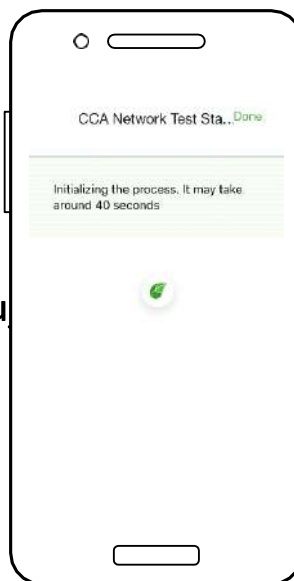 CCA Network Test Sta.. Done
Initializing the process. It may take
around 40 seconds